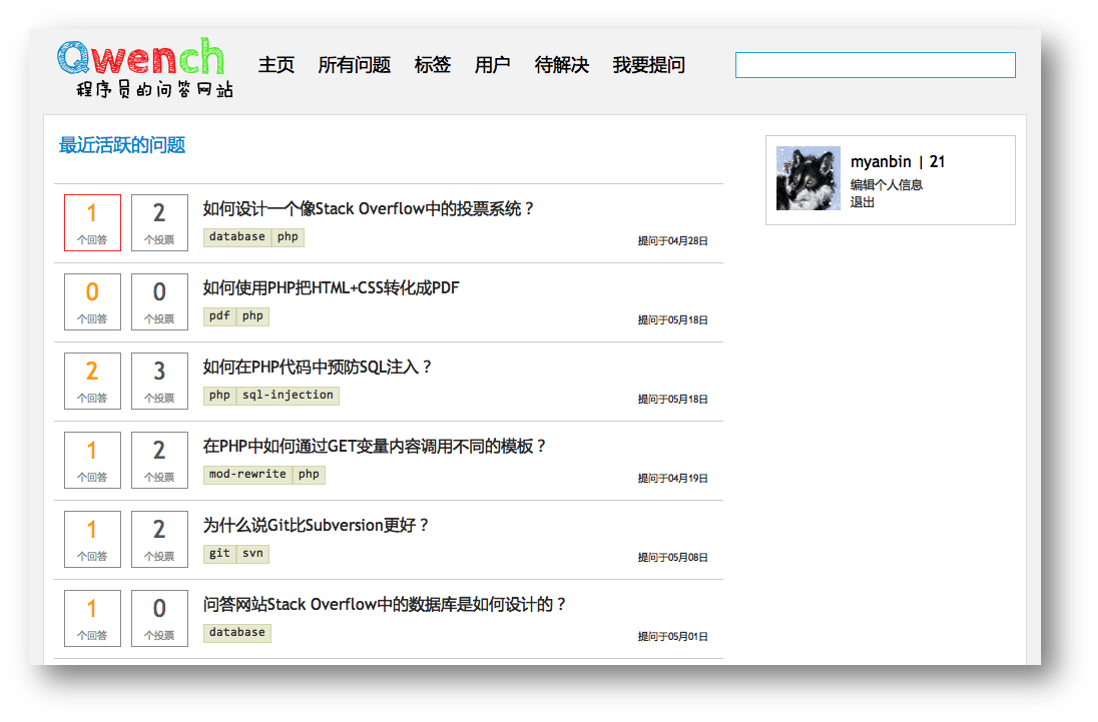 Qwench
程序员的问答网站
主页 所有问题 标签 用户 待解决 我要提问
最近活跃的问题
myanbin | 21
编辑个人信息
退出
1 2 如何设计一个像Stack Overflow中的投票系统？
个回答 个投票 database php 提问于04月28日
0 0 如何使用PHP把HTML+CSS转化成PDF
个回答 个投票 pdf php 提问于05月18日
2 3 如何在PHP代码中预防SQL注入？
个回答 个投票 php sql-injection 提问于05月18日
1 2 在PHP中如何通过GET变量内容调用不同的模板？
个回答 个投票 mod-rewrite php 提问于04月19日
1 2 为什么说Git比Subversion更好？
个回答 个投票 git svn 提问于05月08日
1 0 问答网站Stack Overflow中的数据库是如何设计的？
个回答 个投票 database 提问于05月01日